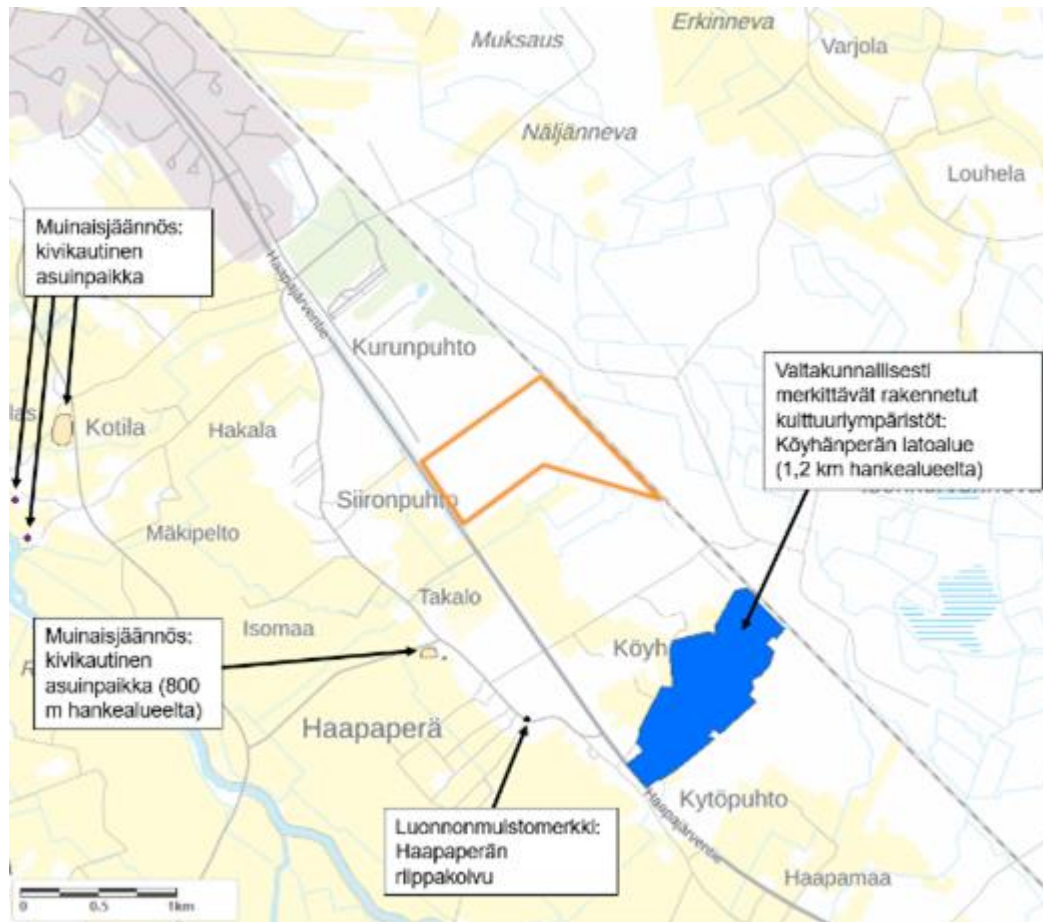 Muksaus
Erkinneva
Varjola
Näljänneva
Louhela
Muinaisjäännös:
kivikautinen
asuinpaikka
Haapajärventie
Kurunpuhto
Valtakunnallisesti
merkittävät rakennetut
kulttuuriympäristöt:
Köyhänperän latoalue
(1,2 km hankealueelta)
las
Kotila
Hakala
Siironpuhto
Mäkipelto
Takalo
Isomaa
Muinaisjäännös:
kivikautinen
asuinpaikka (800
m hankealueelta)
R
Köyh
Haapaperä
Luonnonmuistomerkki:
Haapaperän
riippakoivu
Kytöpuhto
Haapajärventie
Haapamaa
0 0.5 1km